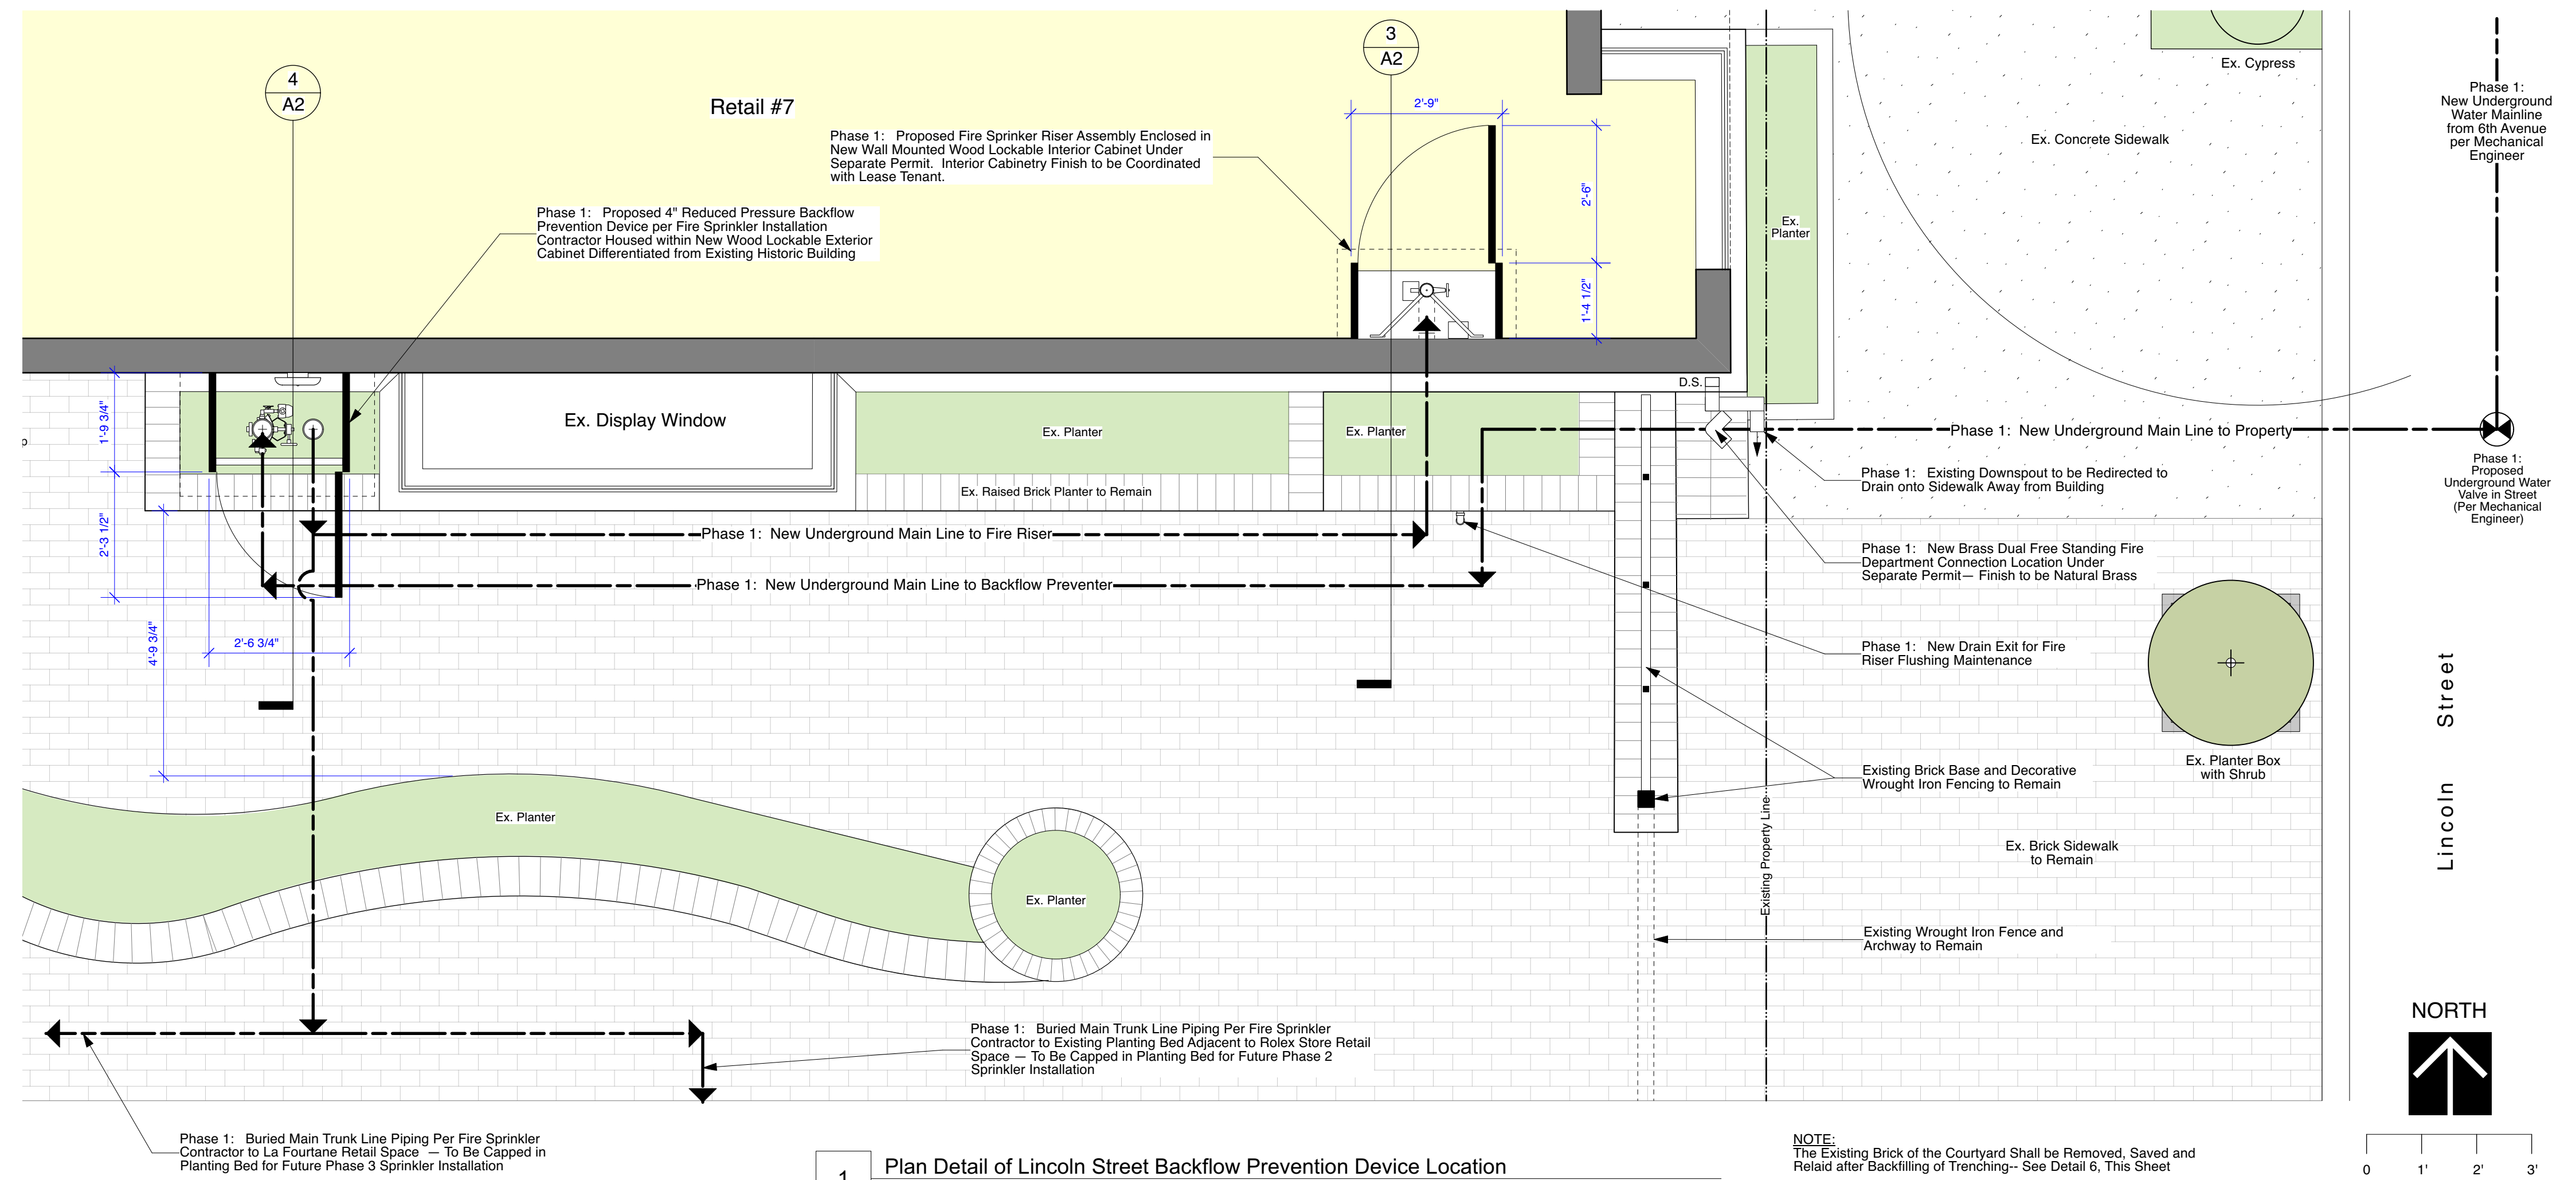 4
A2
3
A2
Retail #7
2'-9"
Phase 1:   Proposed Fire Sprinker Riser Assembly Enclosed in
New Wall Mounted Wood Lockable Interior Cabinet Under
Separate Permit.  Interior Cabinetry Finish to be Coordinated
with Lease Tenant.
Phase 1:   Proposed 4" Reduced Pressure Backflow
Prevention Device per Fire Sprinkler Installation
Contractor Housed within New Wood Lockable Exterior
Cabinet Differentiated from Existing Historic Building
2'-6"
1'-4 1/2"
Ex.
Planter
Ex. Cypress
Ex. Concrete Sidewalk
Phase 1:
New Underground
Water Mainline
from 6th Avenue
per Mechanical
Engineer
D.S.
1'-9 3/4"
2'-3 1/2"
4'-9 3/4"
2'-6 3/4"
Ex. Display Window
Ex. Planter
Ex. Planter
Ex. Raised Brick Planter to Remain
Phase 1:  New Underground Main Line to Property
Phase 1:
Proposed
Underground Water
Valve in Street
(Per Mechanical
Engineer)
Phase 1:   Existing Downspout to be Redirected to
Drain onto Sidewalk Away from Building
Phase 1:  New Underground Main Line to Fire Riser
Phase 1:  New Underground Main Line to Backflow Preventer
Phase 1:   New Brass Dual Free Standing Fire
Department Connection Location Under
Separate Permit— Finish to be Natural Brass
Phase 1:   New Drain Exit for Fire
Riser Flushing Maintenance
Existing Brick Base and Decorative
Wrought Iron Fencing to Remain
Ex. Planter Box
with Shrub
Lincoln Street
Existing Property Line
Ex. Brick Sidewalk
to Remain
Ex. Planter
Ex. Planter
Existing Wrought Iron Fence and
Archway to Remain
Phase 1:   Buried Main Trunk Line Piping Per Fire Sprinkler
Contractor to Existing Planting Bed Adjacent to Rolex Store Retail
Space — To Be Capped in Planting Bed for Future Phase 2
Sprinkler Installation
Phase 1:   Buried Main Trunk Line Piping Per Fire Sprinkler
Contractor to La Fourtane Retail Space  — To Be Capped in
Planting Bed for Future Phase 3 Sprinkler Installation
NORTH
1
Plan Detail of Lincoln Street Backflow Prevention Device Location
NOTE:
The Existing Brick of the Courtyard Shall be Removed, Saved and
Relaid after Backfilling of Trenching-- See Detail 6, This Sheet
0 1' 2' 3'